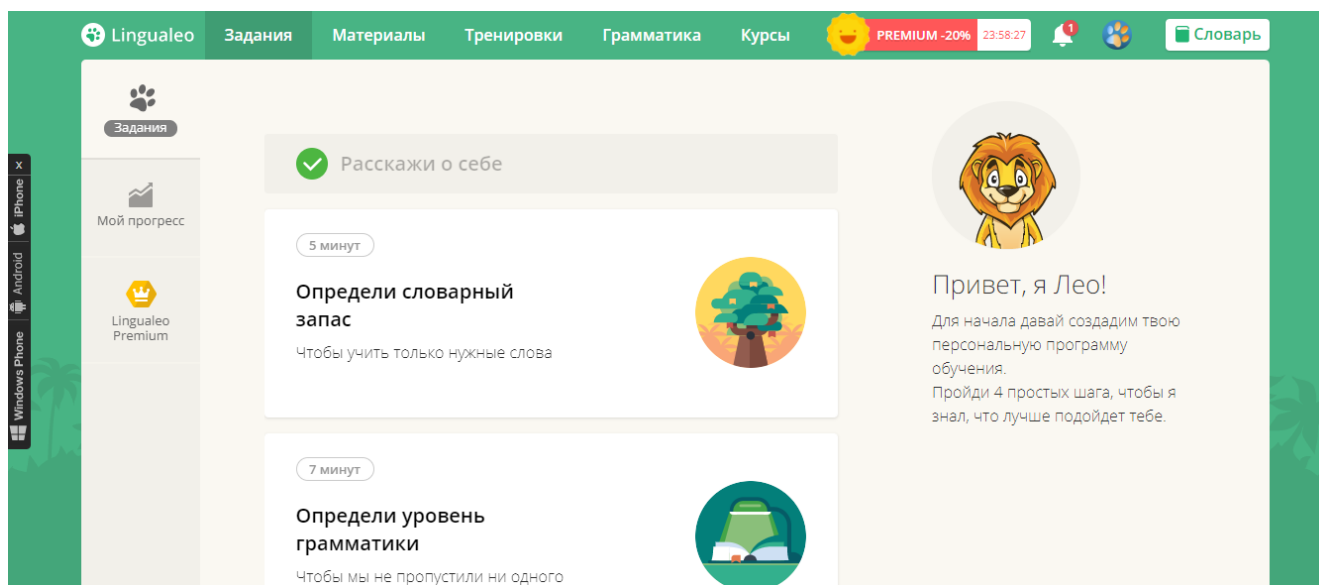 Lingualeo
Задания
Материалы
Тренировки
Грамматика
Курсы
PREMIUM -20%
23:58:27
1
Словарь
Задания
Мой прогресс
Lingualeo
Premium
x
iPhone
Android
Windows Phone
Расскажи о себе
5 минут
Определи словарный
запас
Чтобы учить только нужные слова
7 минут
Определи уровень
грамматики
Чтобы мы не пропустили ни одного
Привет, я Лео!
Для начала давай создадим твою
персональную программу
обучения.
Пройди 4 простых шага, чтобы я
знал, что лучше подойдет тебе.